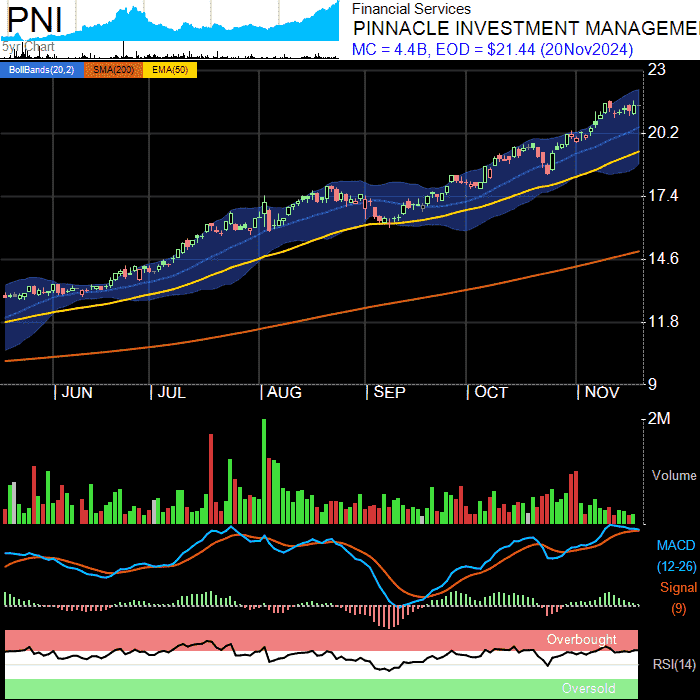 PNI
5yr Chart
Financial Services
PINNACLE INVESTMENT MANAGEME
MC = 4.4B, EOD = $21.44 (20Nov2024)
BollBands(20,2) SMA(200) EMA(50)
23
20.2
17.4
14.6
11.8
9
JUN JUL AUG SEP OCT NOV
2M
Volume
MACD
(12-26)
Signal
(9)
Overbought
RSI(14)
Oversold